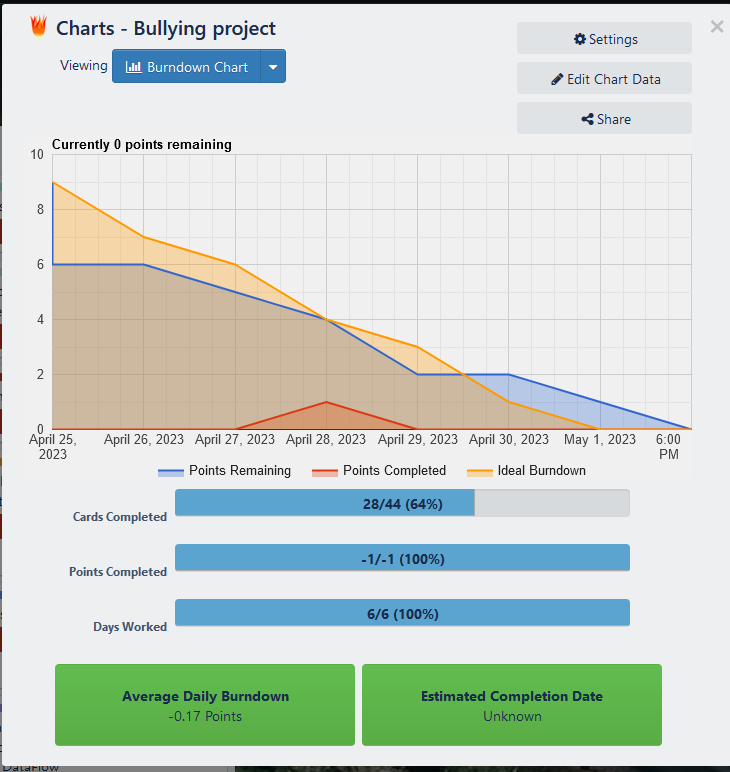 Charts - Bullying project
Settings
Viewing
Burndown Chart
Edit Chart Data
Share
Currently 0 points remaining
10
8
6
4
2
0
April 25, 2023
April 26, 2023
April 27, 2023
April 28, 2023
April 29, 2023
April 30, 2023
May 1, 2023
6:00 PM
Points Remaining
Points Completed
Ideal Burndown
Cards Completed
28/44 (64%)
Points Completed
-1/-1 (100%)
Days Worked
6/6 (100%)
Average Daily Burndown
-0.17 Points
Estimated Completion Date
Unknown
DataFlow